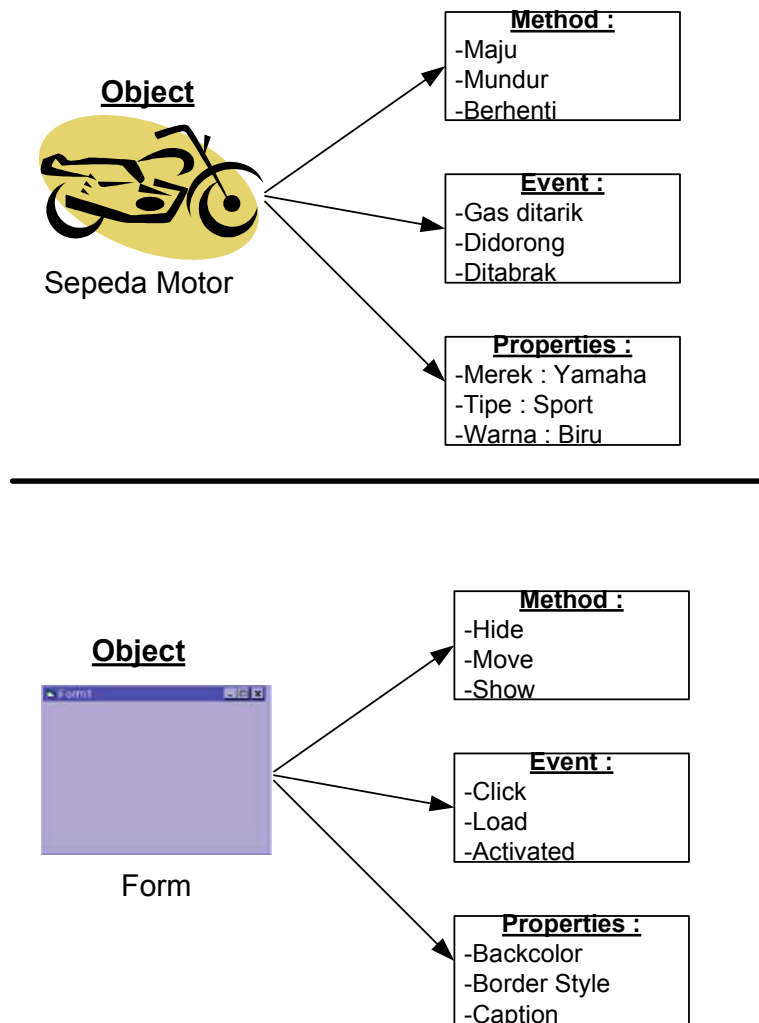 Object
Sepeda Motor
Method :
-Maju
-Mundur
-Berhenti
Event :
-Gas ditarik
-Didorong
-Ditabrak
Properties :
-Merek : Yamaha
-Tipe : Sport
-Warna : Biru
Object
Form1
Form
Method :
-Hide
-Move
-Show
Event :
-Click
-Load
-Activated
Properties :
-Backcolor
-Border Style
-Caption